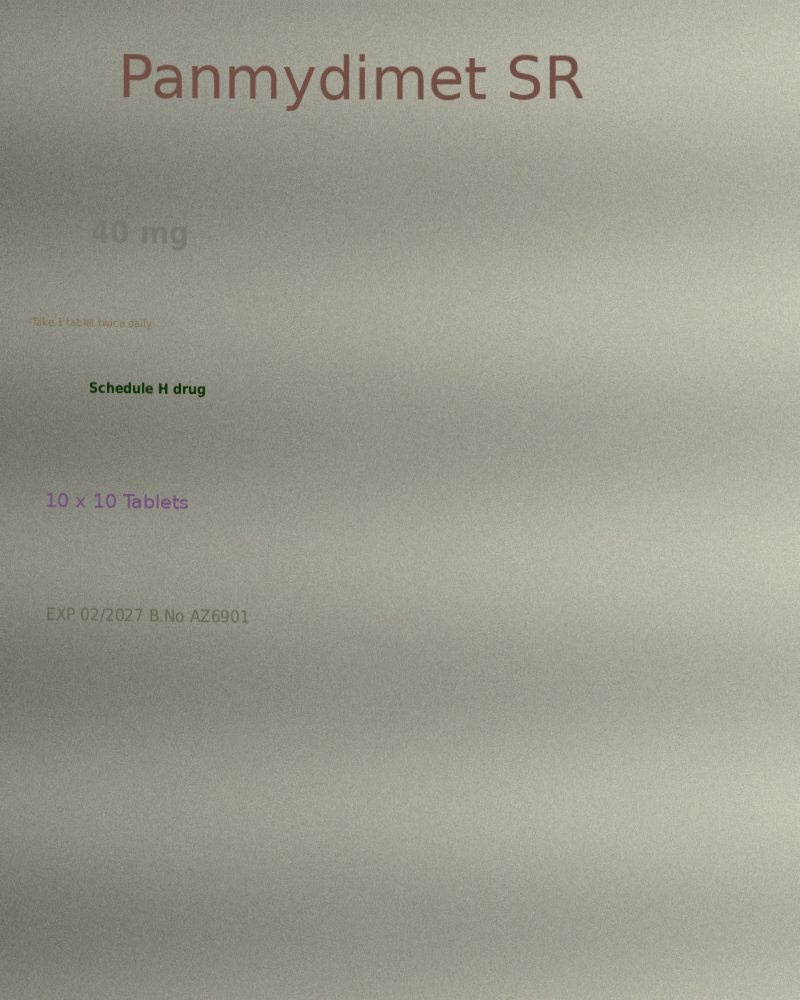 Panmydimet SR
40 mg
Take 1 tablet twice daily
Schedule H drug
10 x 10 Tablets
EXP 02/2027 B.No AZ6901